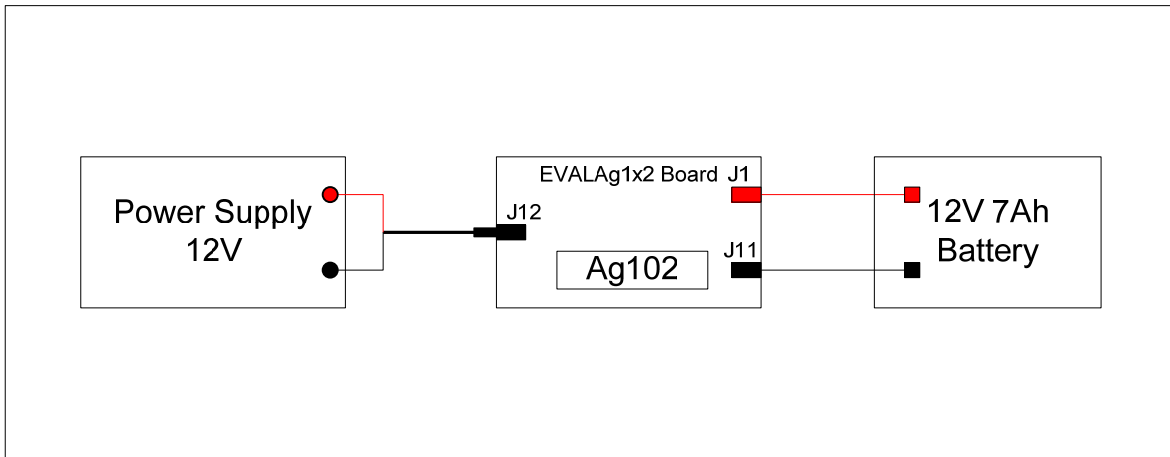 Power Supply
12V
EVALAg1x2 Board
J1
J12
J11
Ag102
12V 7Ah
Battery